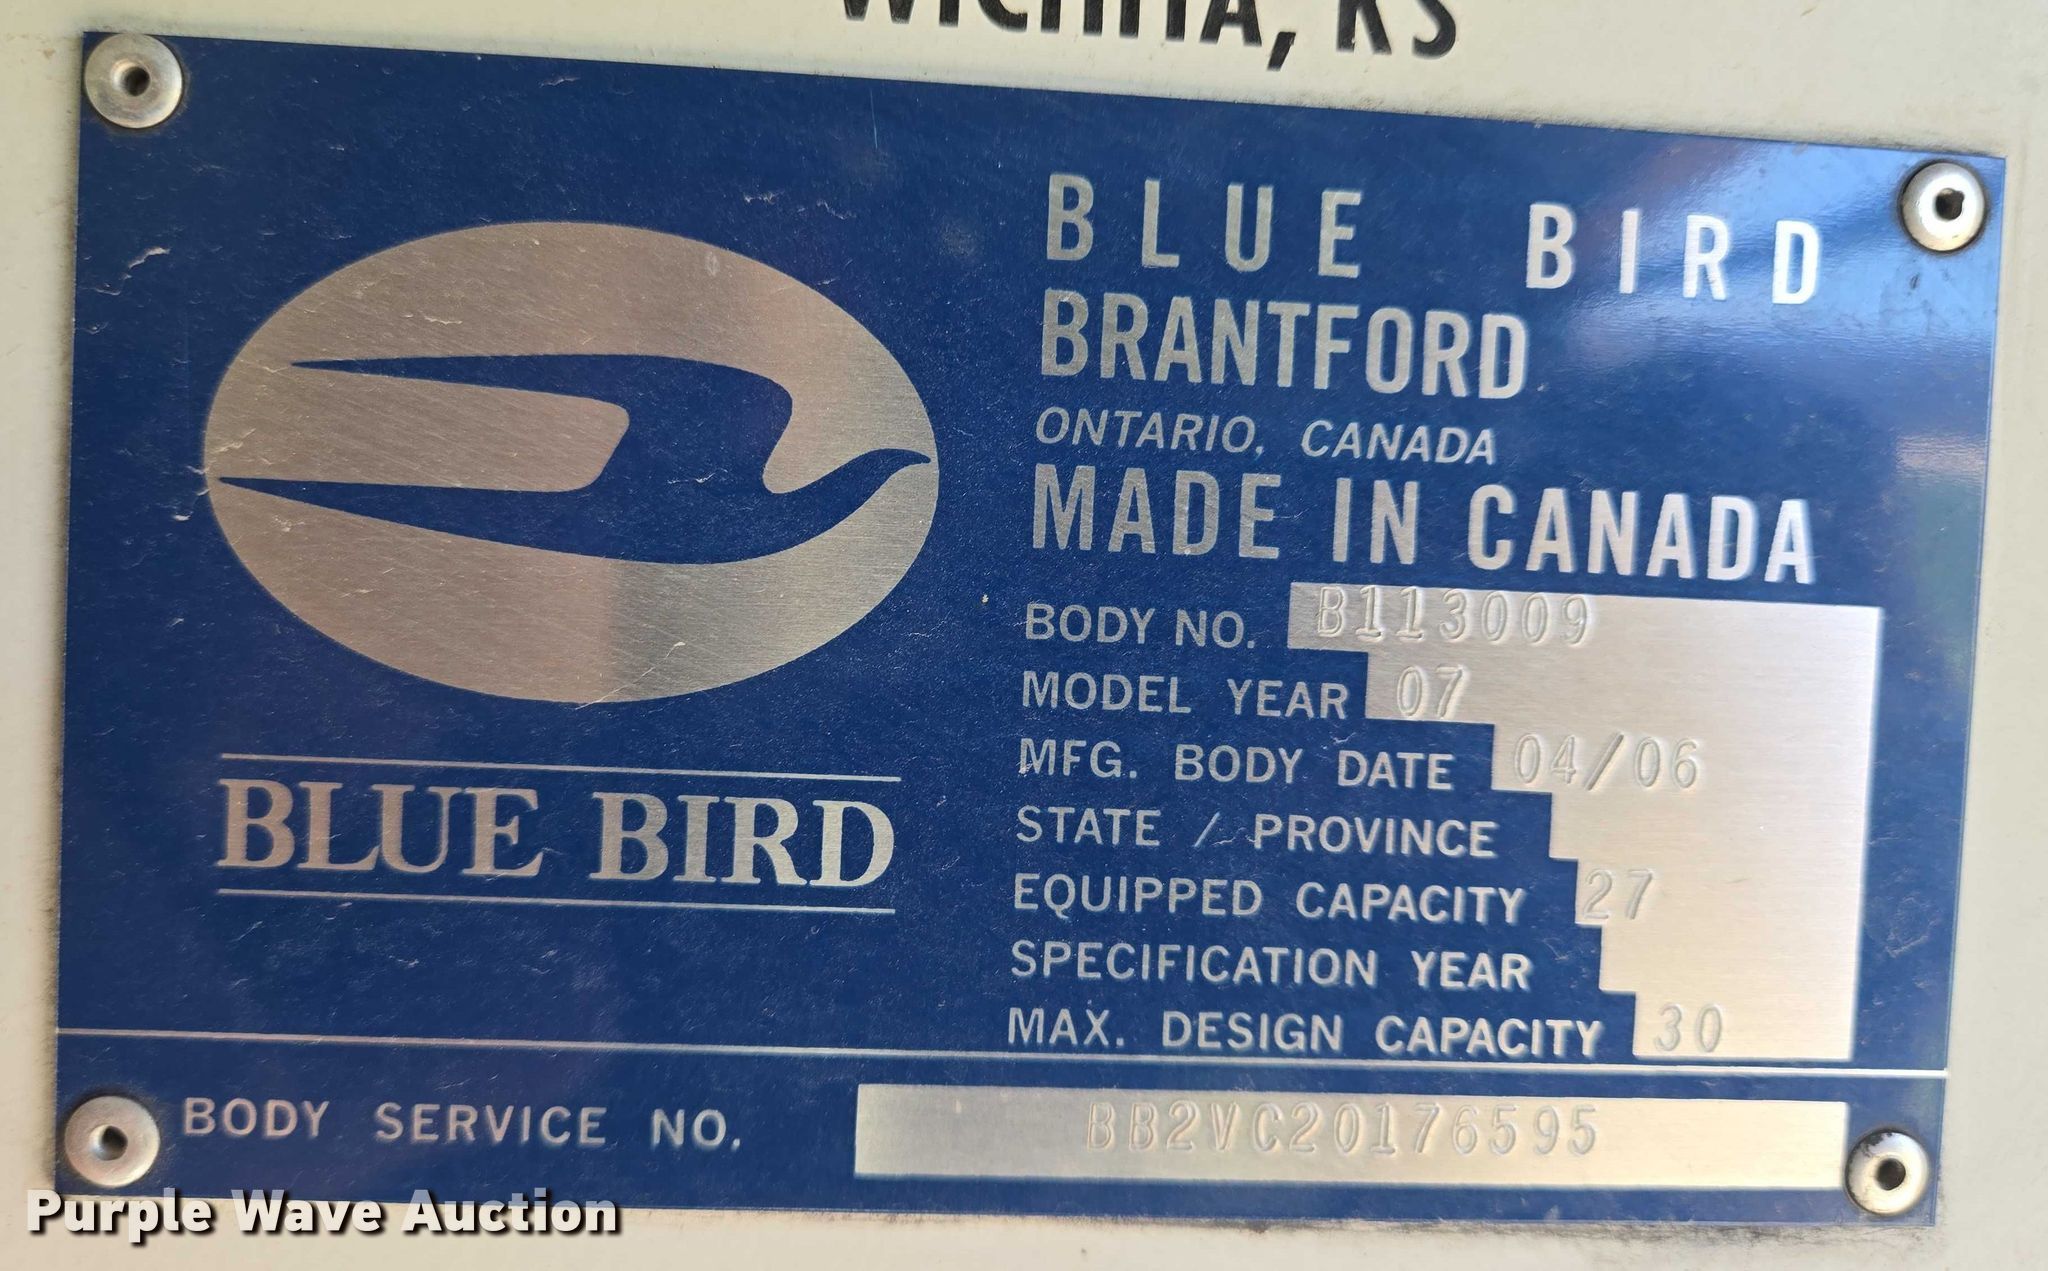 WICHITA, KS
BLUE BIRD
BRANTFORD
ONTARIO, CANADA
MADE IN CANADA
BODY NO. B113009
MODEL YEAR 07
MFG. BODY DATE 04/06
STATE / PROVINCE
EQUIPPED CAPACITY 27
SPECIFICATION YEAR
MAX. DESIGN CAPACITY 30
BLUE BIRD
BODY SERVICE NO. BB2VC20176595
Purple Wave Auction